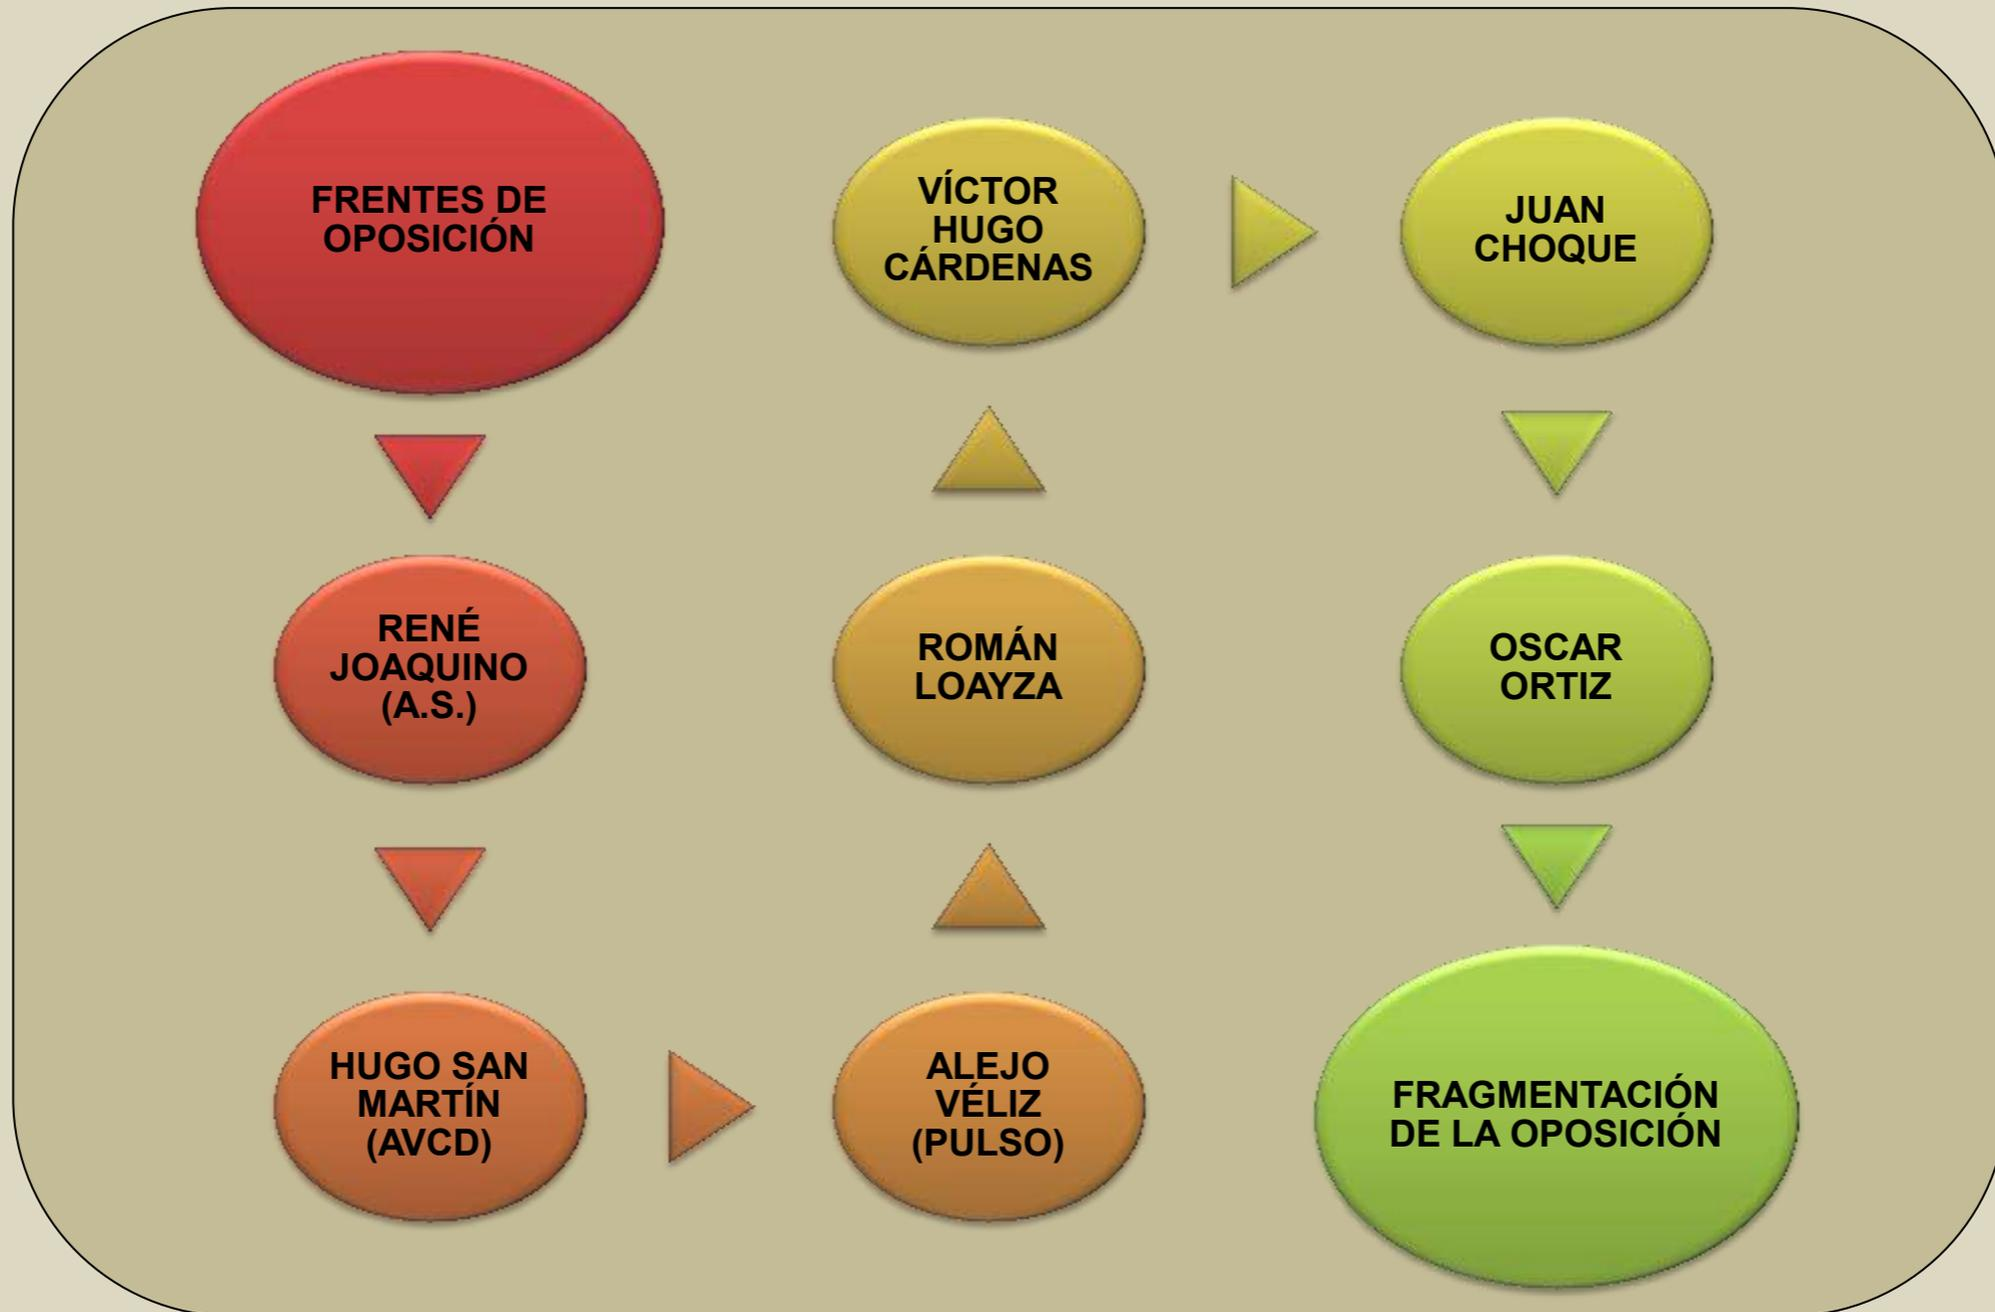 FRENTES DE
OPOSICIÓN
RENÉ
JOAQUINO
(A.S.)
HUGO SAN
MARTÍN
(AVCD)
ALEJO
VÉLIZ
(PULSO)
ROMÁN
LOAYZA
VÍCTOR
HUGO
CÁRDENAS
JUAN
CHOQUE
OSCAR
ORTIZ
FRAGMENTACIÓN
DE LA OPOSICIÓN